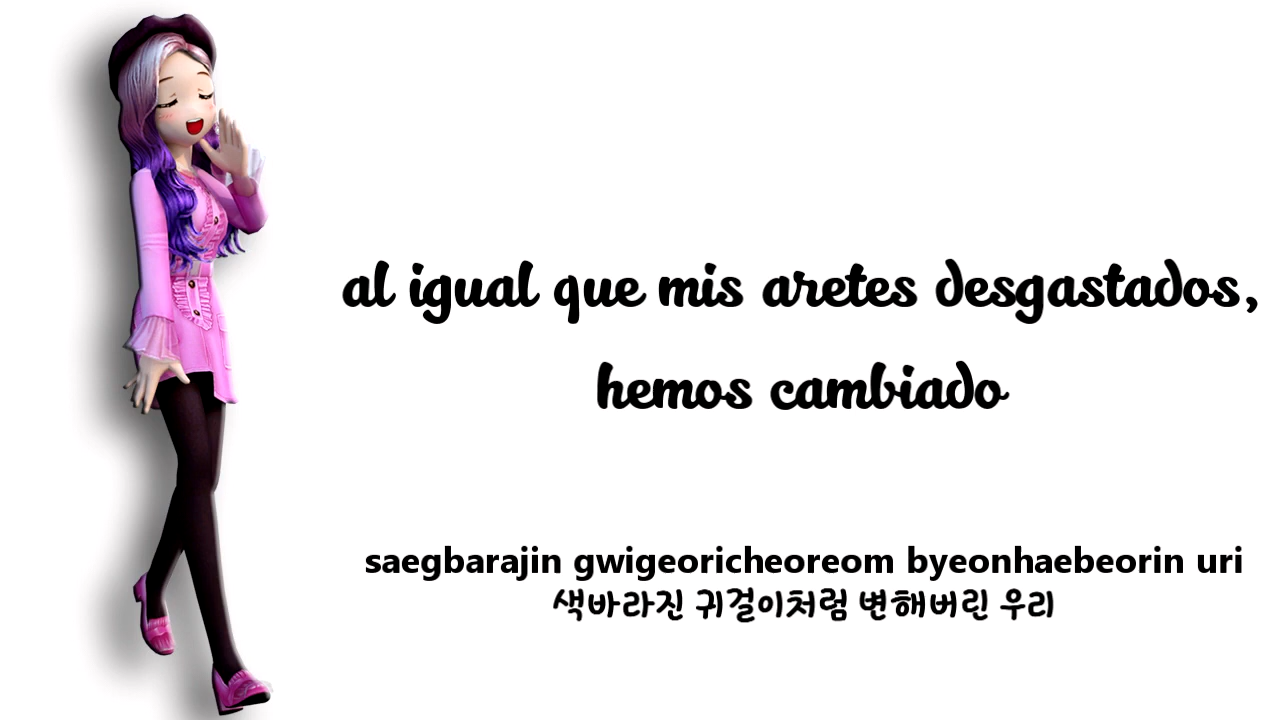 al igual que mis aretes desgastados,
hemos cambiado
saegbarajin gwigeoricheoreom byeonhaebeorin uri
색바라진 귀걸이처럼 변해버린 우리